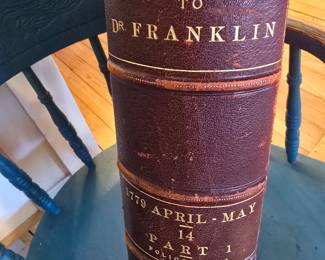 TO
DR. FRANKLIN
1779 APRIL - MAY
14
PART 1